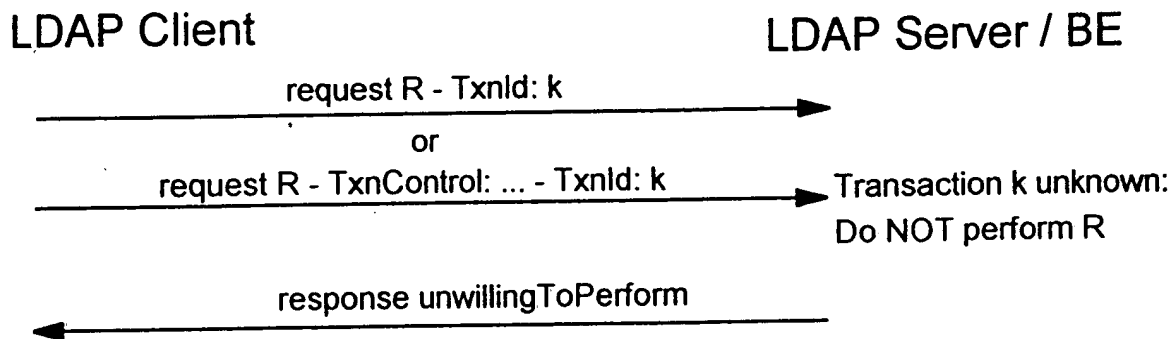 LDAP Client
LDAP Server / BE
request R - TxnId: k
or
request R - TxnControl: ... - TxnId: k
Transaction k unknown:
Do NOT perform R
response unwillingToPerform